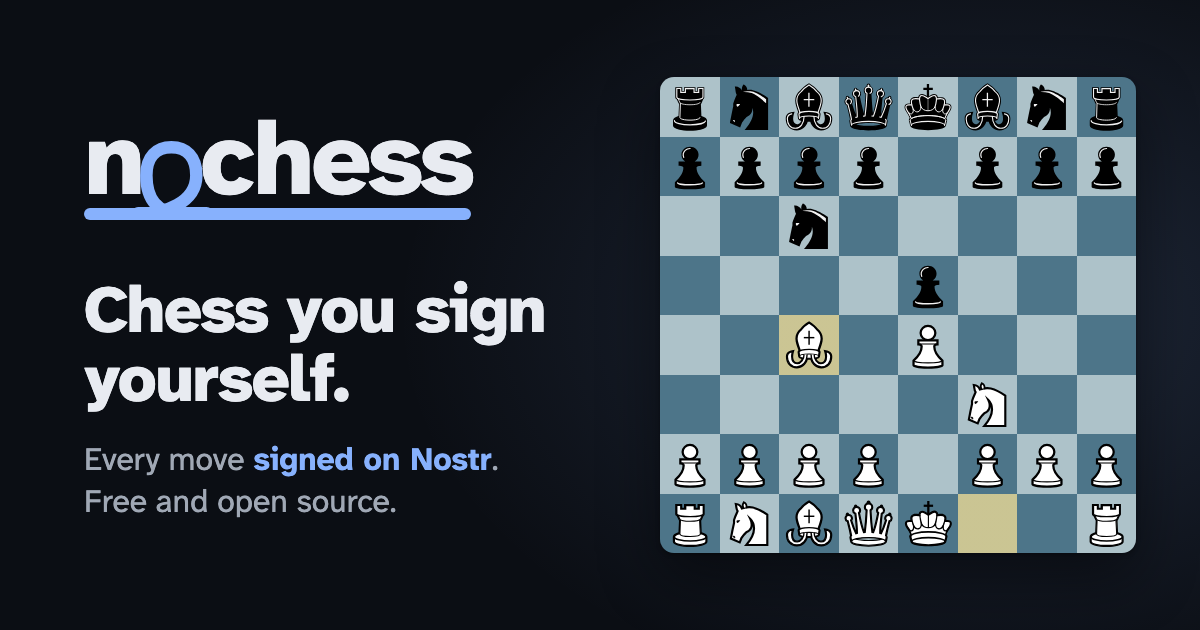 nochess
Chess you sign
yourself.
Every move signed on Nostr.
Free and open source.